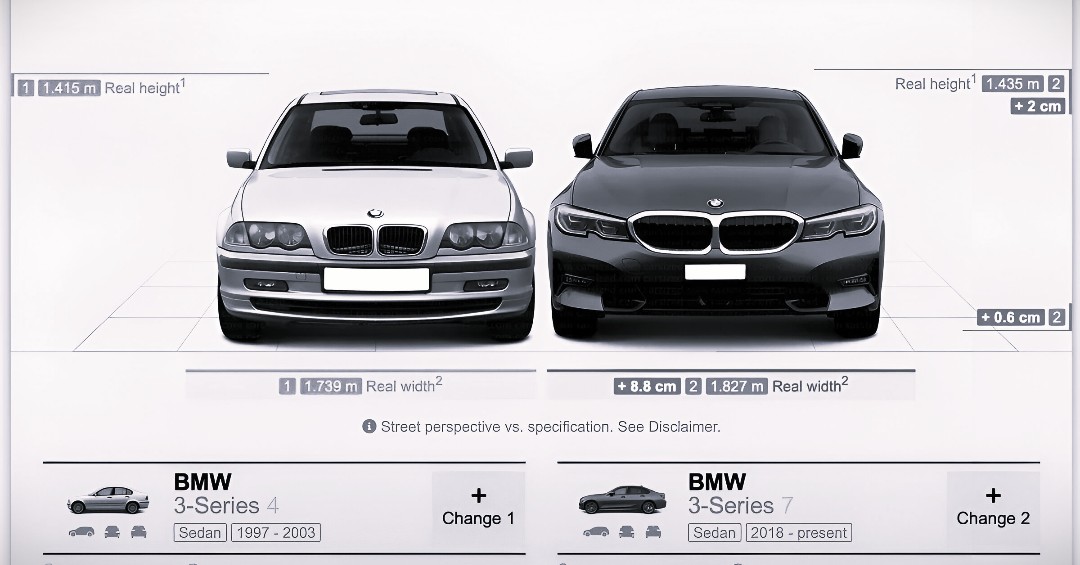 1 1.415 m Real height1
Real height1 1.435 m 2
+ 2 cm
+ 0.6 cm 2
1 1.739 m Real width2
+ 8.8 cm 2 1.827 m Real width2
Street perspective vs. specification. See Disclaimer.
BMW
3-Series 4
Sedan 1997 - 2003
+
Change 1
BMW
3-Series 7
Sedan 2018 - present
+
Change 2